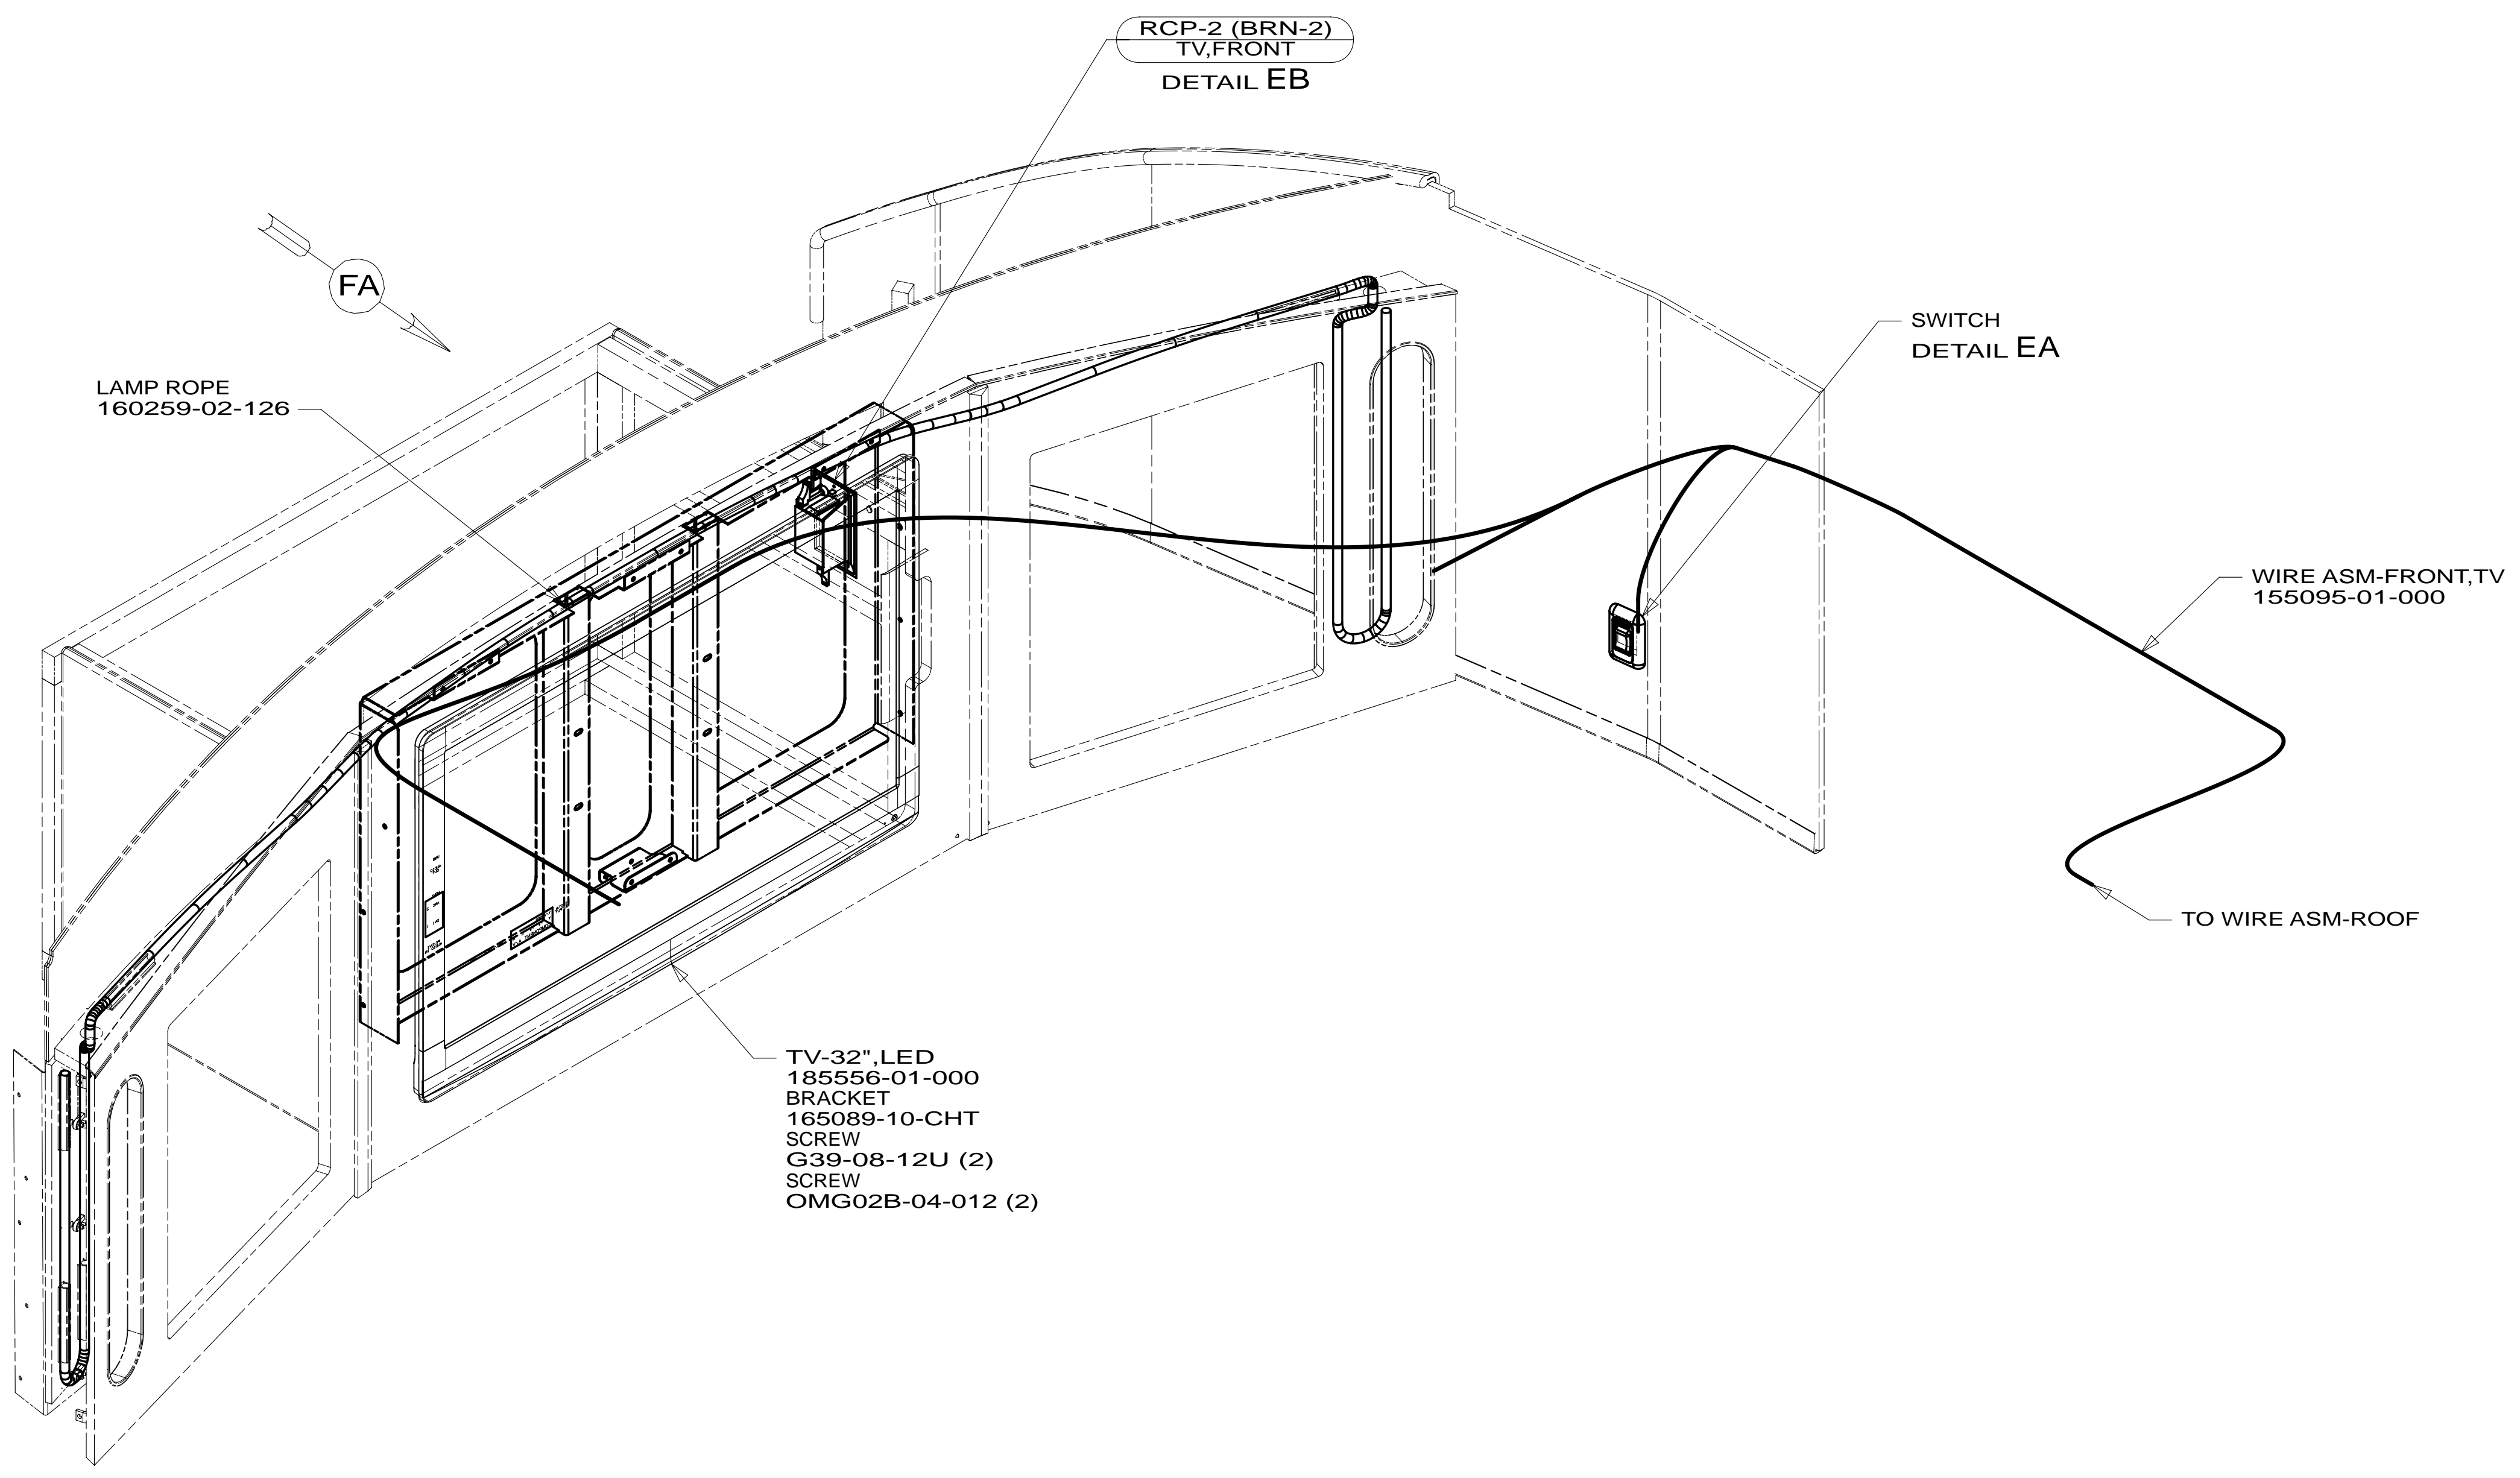 RCP-2 (BRN-2)
TV,FRONT
DETAIL EB
FA
SWITCH
DETAIL EA
LAMP ROPE
160259-02-126
WIRE ASM-FRONT,TV
155095-01-000
TO WIRE ASM-ROOF
TV-32",LED
185556-01-000
BRACKET
165089-10-CHT
SCREW
G39-08-12U (2)
SCREW
OMG02B-04-012 (2)